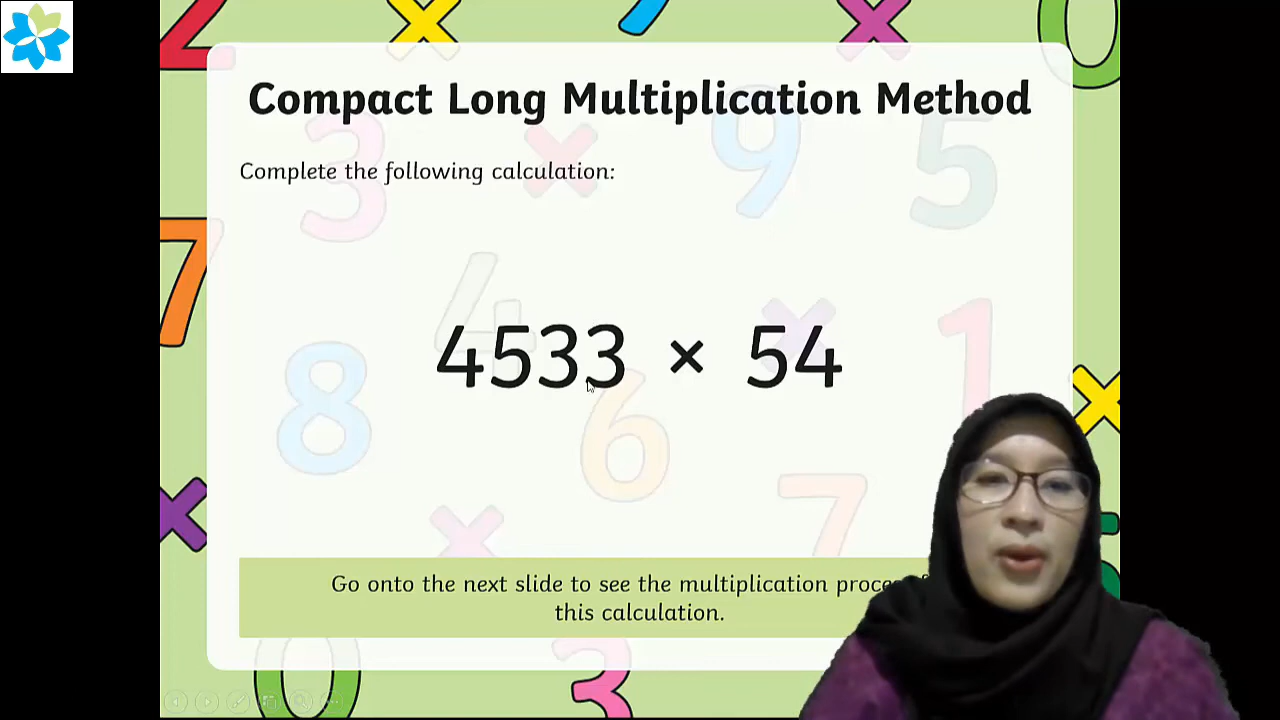 Compact Long Multiplication Method
Complete the following calculation:
4533 × 54
Go onto the next slide to see the multiplication
this calculation.